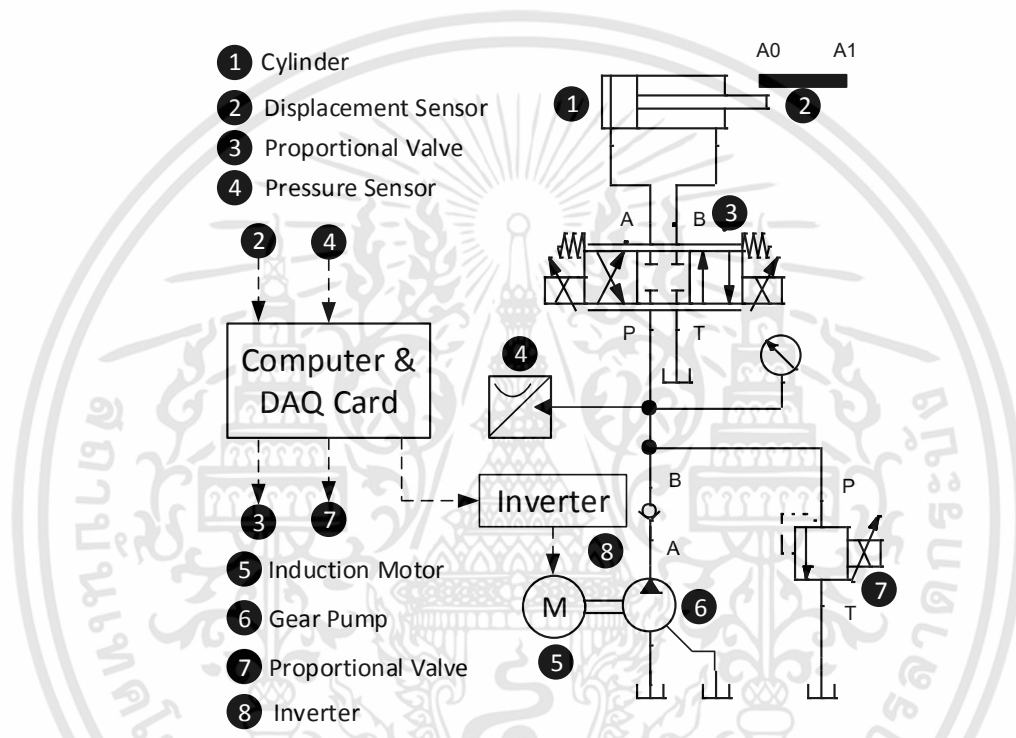 1 Cylinder
2 Displacement Sensor
3 Proportional Valve
4 Pressure Sensor
2
4
Computer &
DAQ Card
3
7
Inverter
8
5 Induction Motor
6 Gear Pump
7 Proportional Valve
8 Inverter
A0 A1
1
2
A B
3
P T
4
B
A
P
T
7
M
5
6